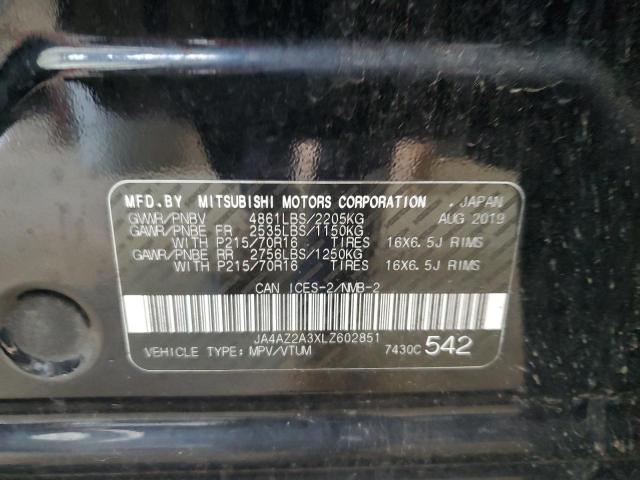 MFD.BY MITSUBISHI MOTORS CORPORATION , JAPAN
GVWR/PNBV 4861LBS/2205KG AUG 2019
GAWR/PNBE FR 2535LBS/1150KG
WITH P215/70R16 TIRES 16X6.5J RIMS
GAWR/PNBE RR 2756LBS/1250KG
WITH P215/70R16 TIRES 16X6.5J RIMS
CAN ICES-2/NMB-2
JA4AZ2A3XLZ602851
VEHICLE TYPE:MPV/VTUM 7430C 542